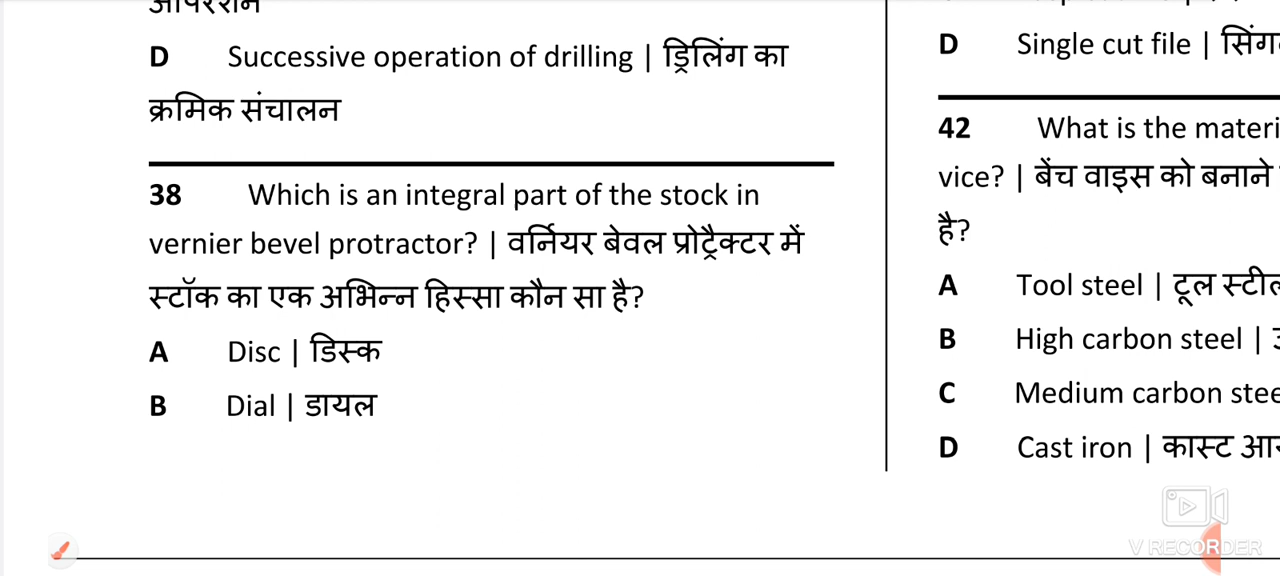 D Successive operation of drilling | ड्रिलिंग का
क्रमिक संचालन
38 Which is an integral part of the stock in
vernier bevel protractor? | वर्नियर बेवल प्रोट्रैक्टर में
स्टॉक का एक अभिन्न हिस्सा कौन सा है?
A Disc | डिस्क
B Dial | डायल
D Single cut file |
42 What is the
vice? | बेंच वाइस को बनाने
है?
A Tool steel | टूल
B High carbon steel |
C Medium carbon
D Cast iron | कास्ट
V RECORDER